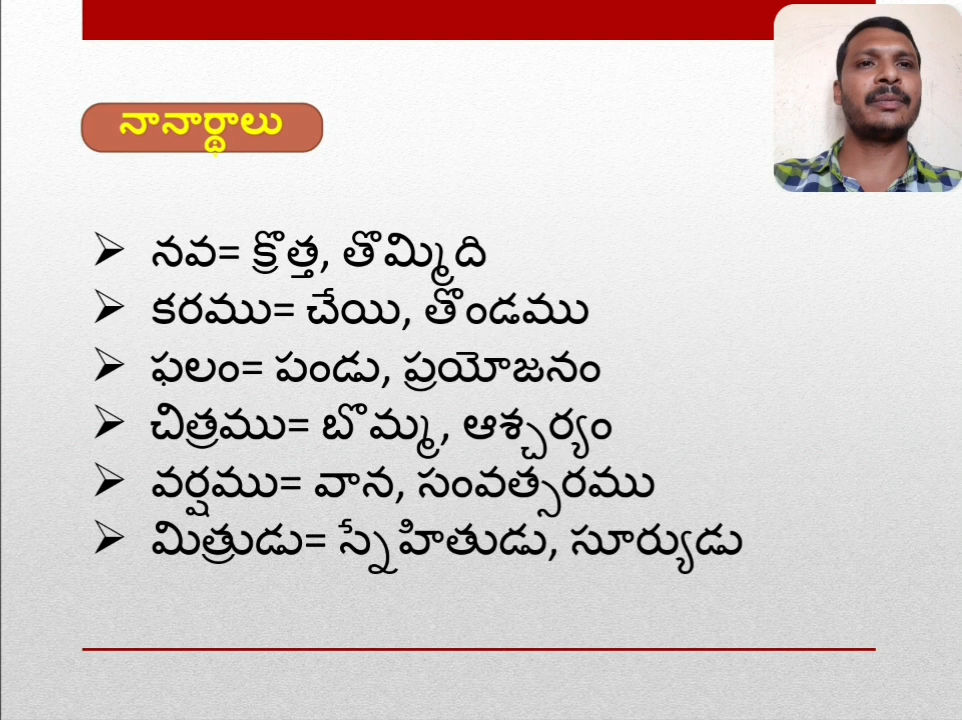 నానార్థాలు
నవ= క్రొత్త, తొమ్మిది
కరము= చేయి, తొండము
ఫలం= పండు, ప్రయోజనం
చిత్రము= బొమ్మ, ఆశ్చర్యం
వర్షము= వాన, సంవత్సరము
మిత్రుడు= స్నేహితుడు, సూర్యుడు